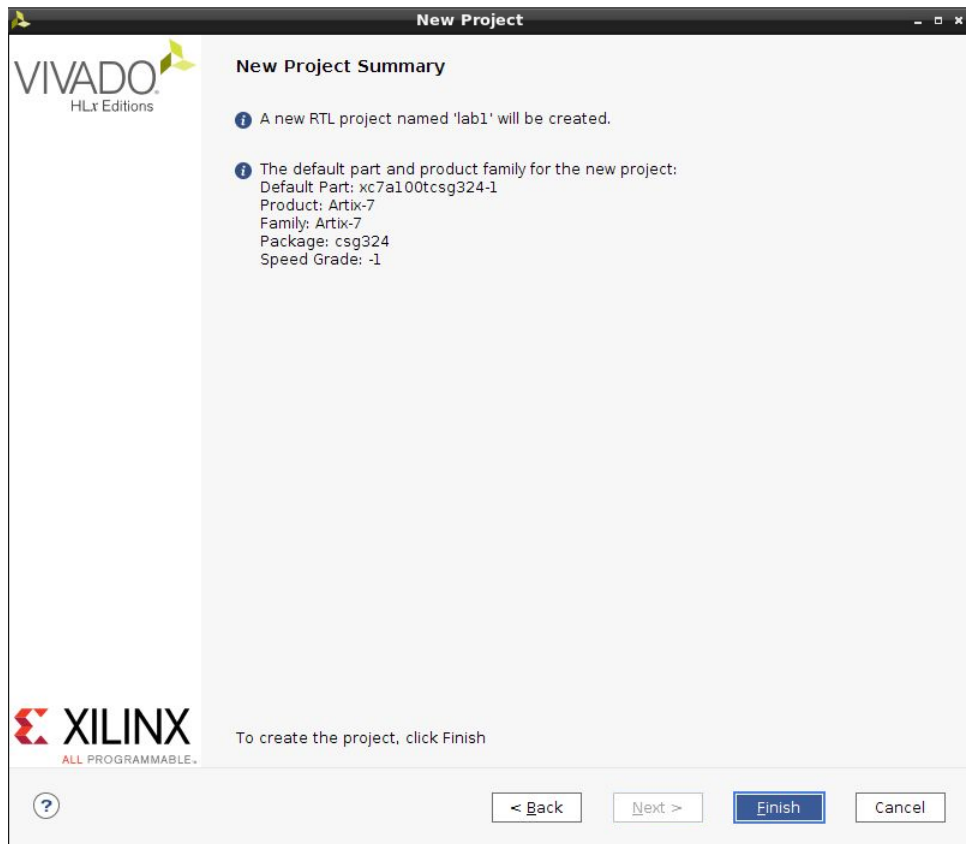 New Project
VIVADO.
HLx Editions
New Project Summary
A new RTL project named 'lab1' will be created.
The default part and product family for the new project:
Default Part: xc7a100tcsg324-1
Product: Artix-7
Family: Artix-7
Package: csg324
Speed Grade: -1
XILINX
ALL PROGRAMMABLE.
To create the project, click Finish
?
< Back
Next >
Finish
Cancel